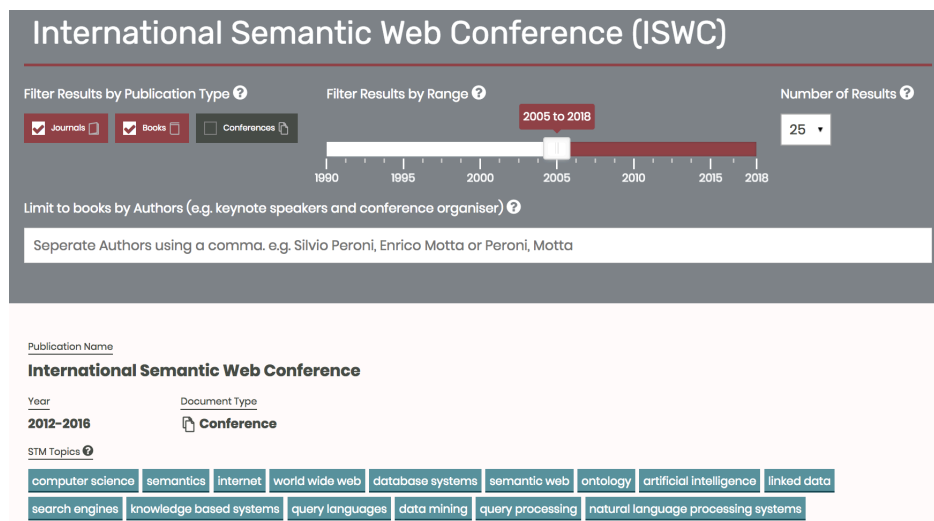 International Semantic Web Conference (ISWC)
Filter Results by Publication Type ?
Filter Results by Range ?
Number of Results ?
Journals
Books
Conferences
2005 to 2018
25
1990 1995 2000 2005 2010 2015 2018
Limit to books by Authors (e.g. keynote speakers and conference organiser) ?
Seperate Authors using a comma. e.g. Silvio Peroni, Enrico Motta or Peroni, Motta
Publication Name
International Semantic Web Conference
Year Document Type
2012-2016 Conference
STM Topics ?
computer science semantics internet world wide web database systems semantic web ontology artificial intelligence linked data
search engines knowledge based systems query languages data mining query processing natural language processing systems